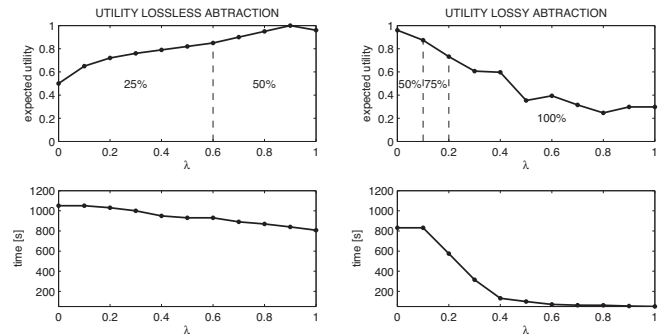 UTILITY LOSSLESS ABTRACTION
expected utility
1
0.8
0.6
0.4
0.2
0
25%
50%
0 0.2 0.4 0.6 0.8 1
λ
UTILITY LOSSY ABTRACTION
expected utility
1
0.8
0.6
0.4
0.2
0
50% 75%
100%
0 0.2 0.4 0.6 0.8 1
λ
time [s]
1200
1000
800
600
400
200
0 0.2 0.4 0.6 0.8 1
λ
time [s]
1200
1000
800
600
400
200
0 0.2 0.4 0.6 0.8 1
λ